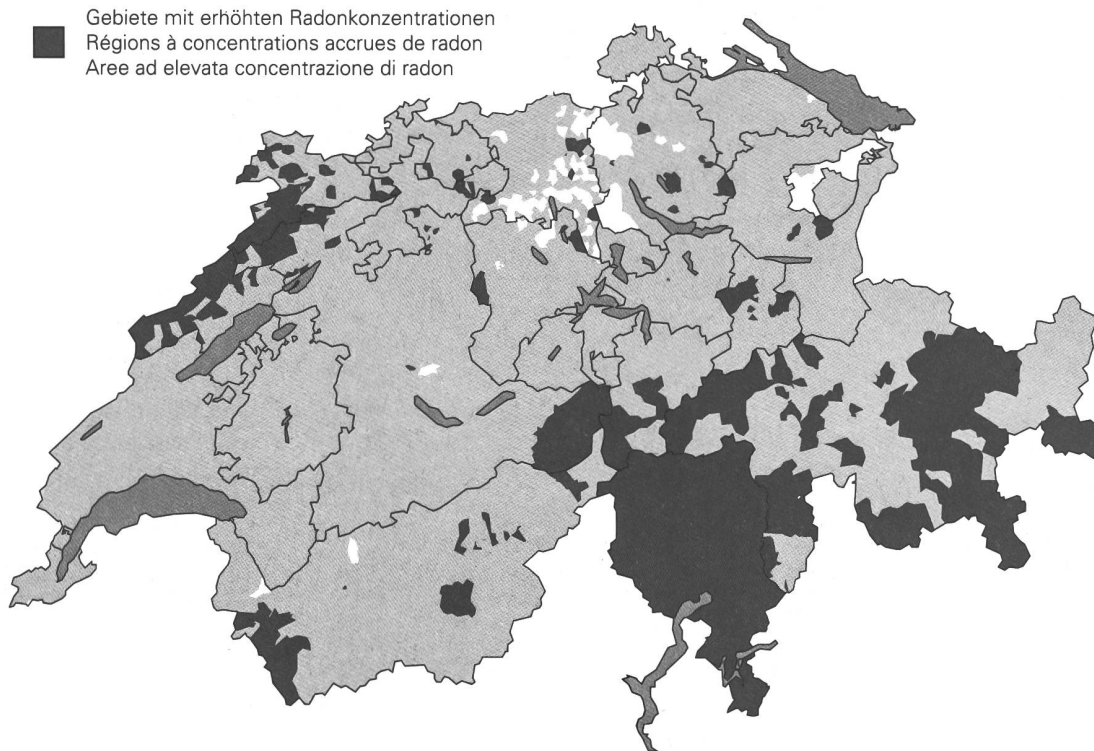 Gebiete mit erhöhten Radonkonzentrationen
Régions à concentrations accrues de radon
Aree ad elevata concentrazione di radon